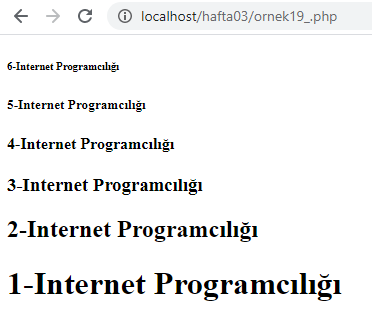 localhost/hafta03/ornek19_.php
6-Internet Programcılığı
5-Internet Programcılığı
4-Internet Programcılığı
3-Internet Programcılığı
2-Internet Programcılığı
1-Internet Programcılığı